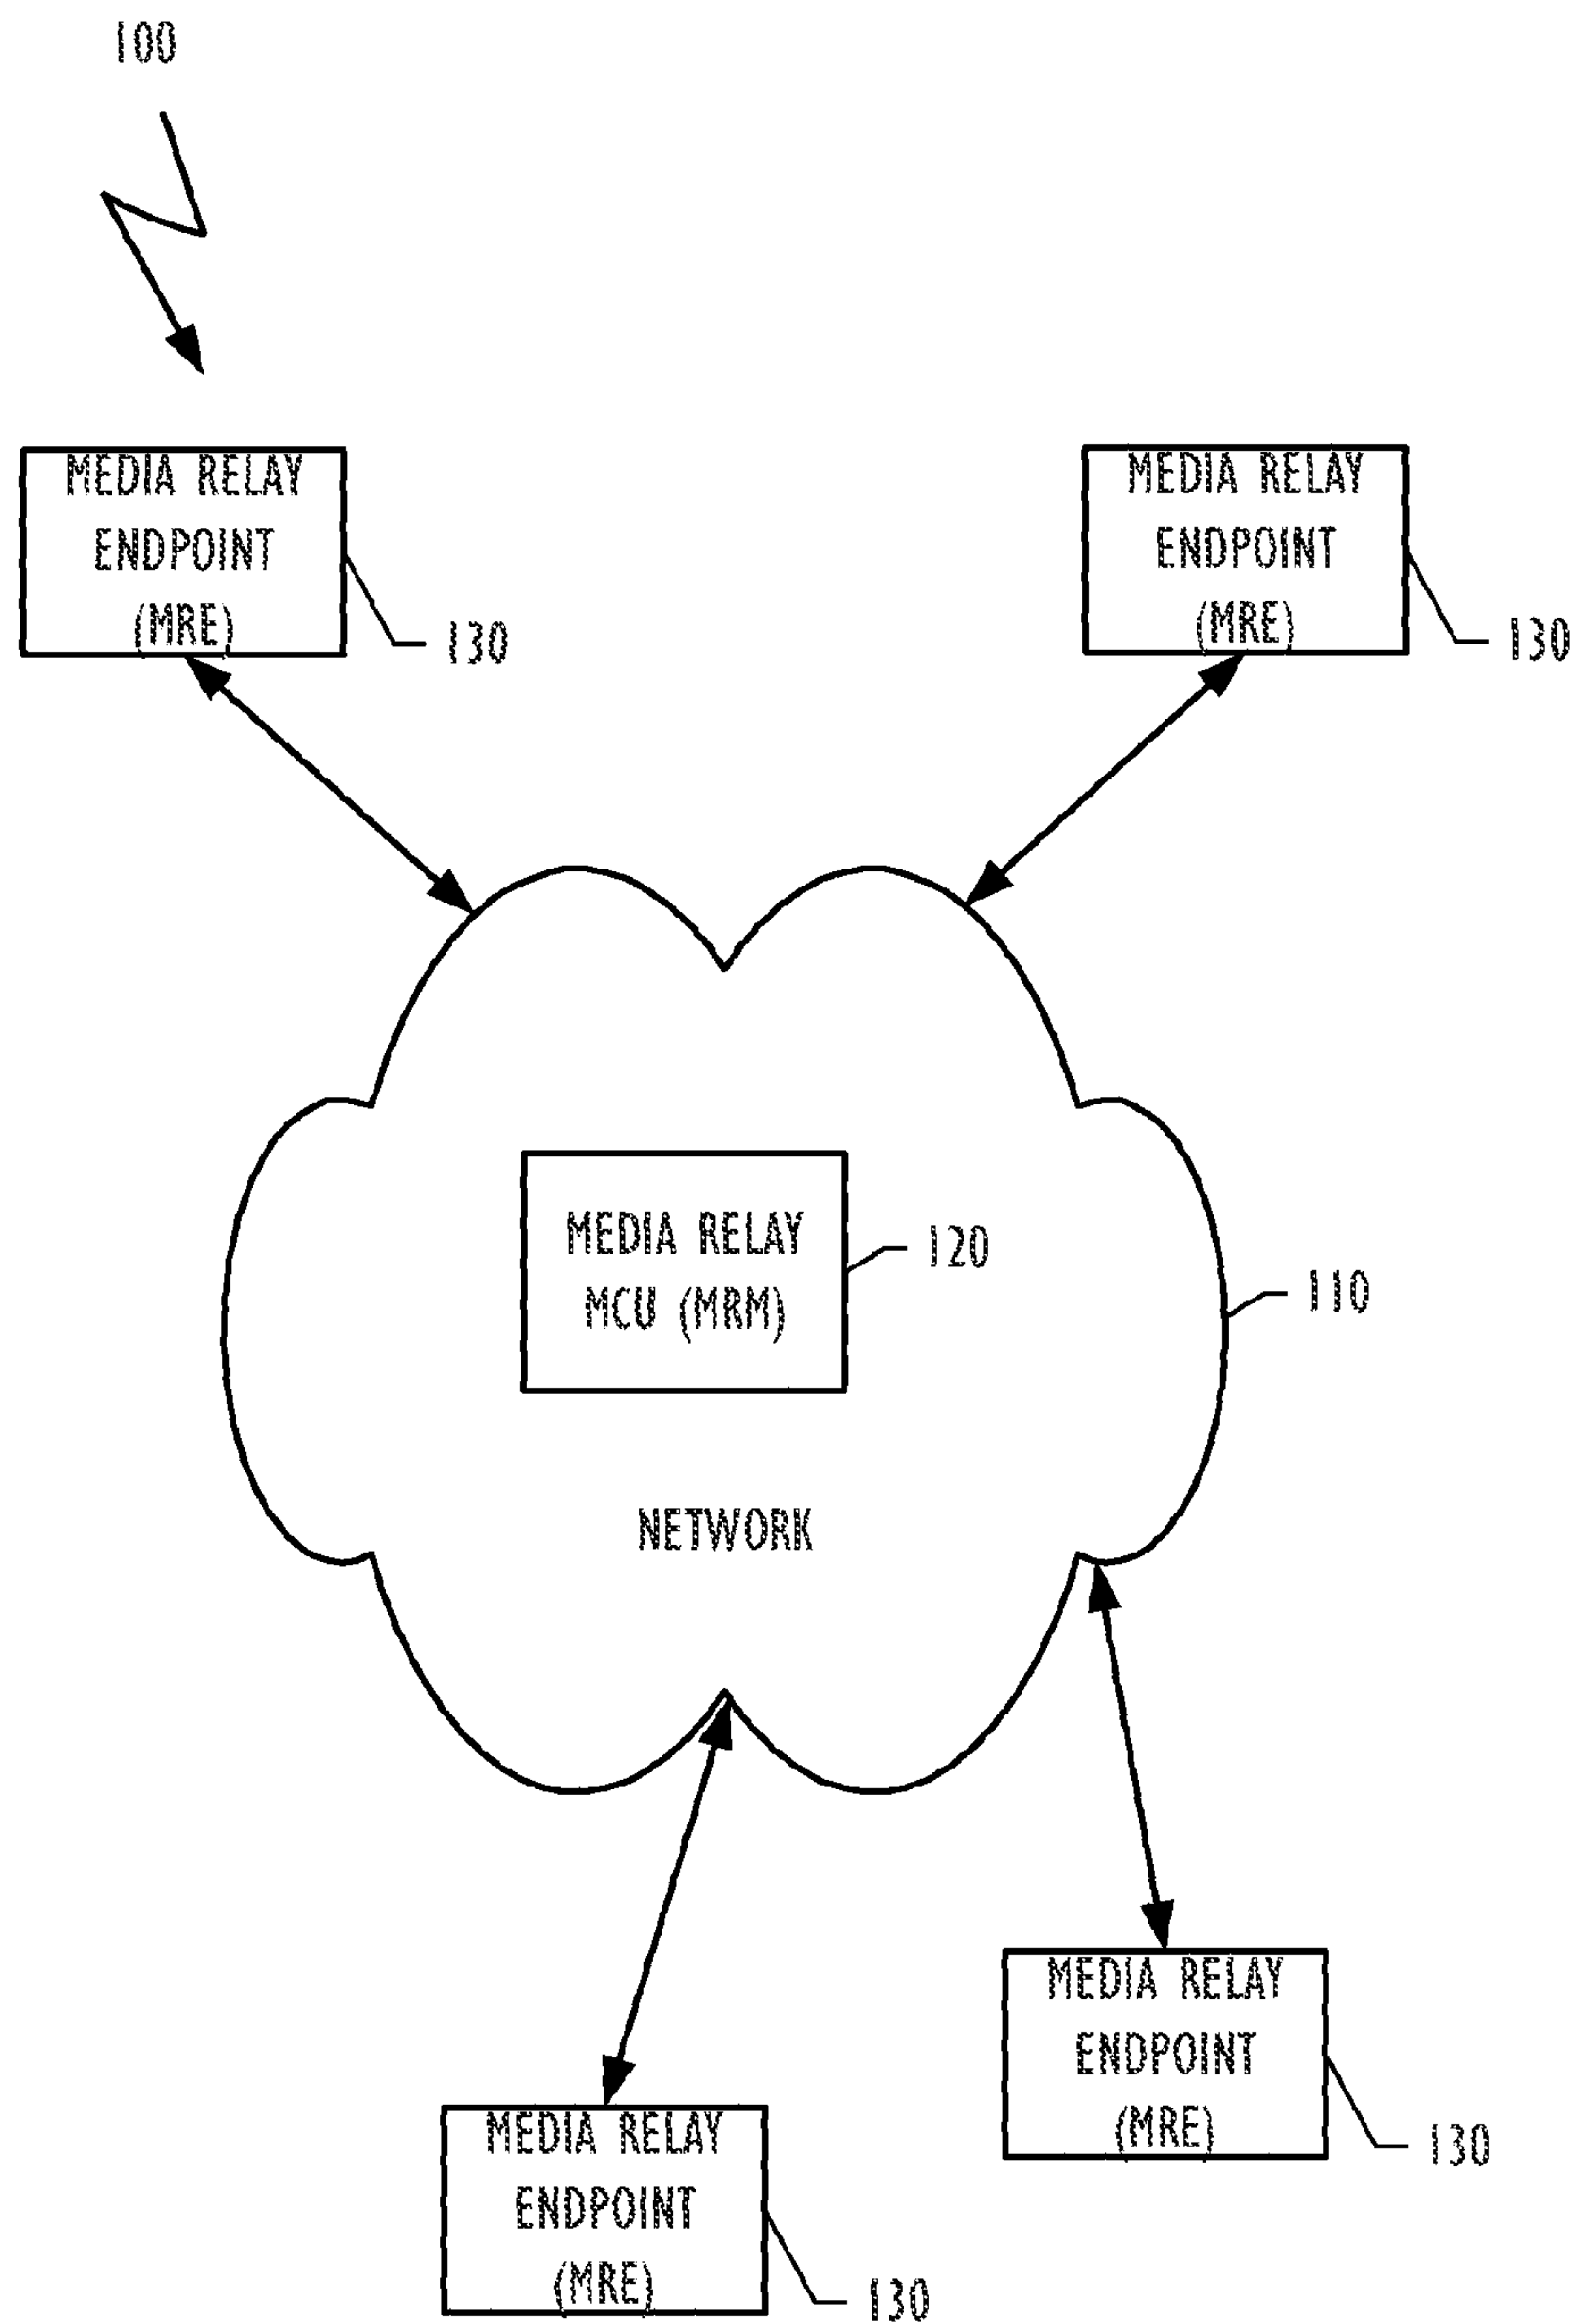 100
MEDIA RELAY
ENDPOINT
(MRE)
130
MEDIA RELAY
ENDPOINT
(MRE)
130
MEDIA RELAY
MCU (MRM)
120
110
NETWORK
MEDIA RELAY
ENDPOINT
(MRE)
130
MEDIA RELAY
ENDPOINT
(MRE)
130